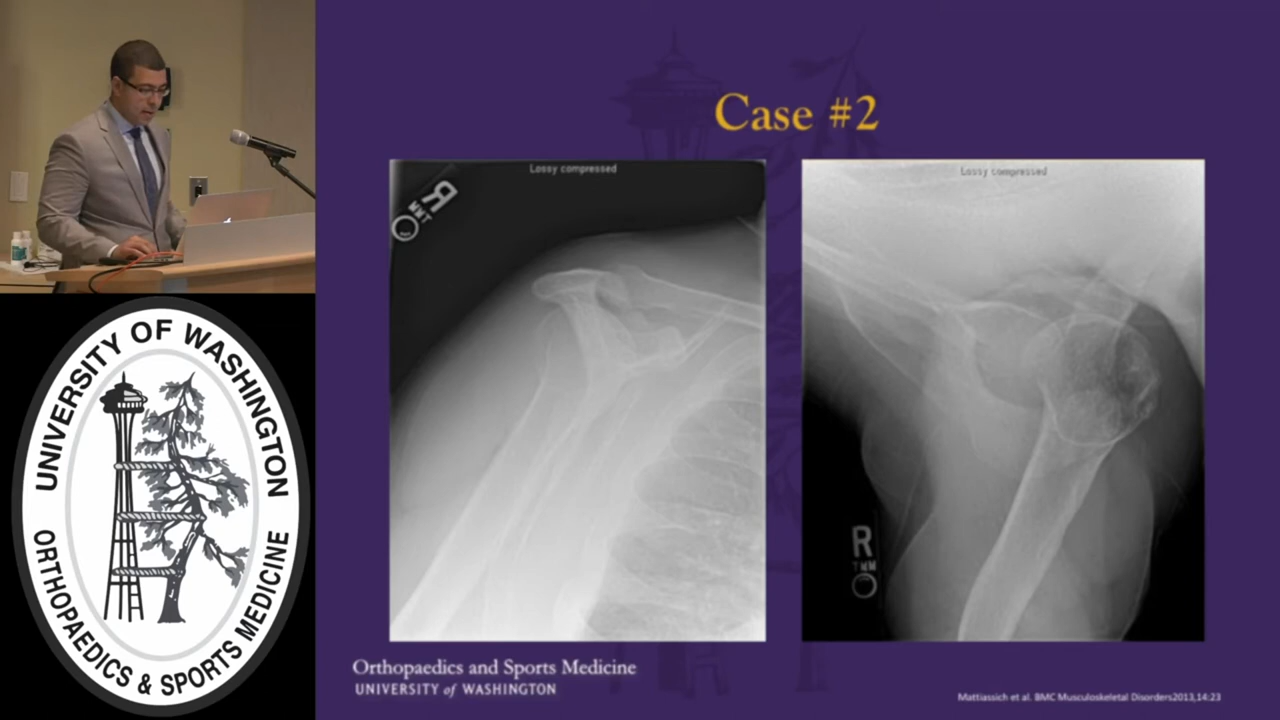 Case #2
Lossy compressed
R
Lossy compressed
R
TMM
UNIVERSITY OF WASHINGTON
ORTHOPAEDICS & SPORTS MEDICINE
Orthopaedics and Sports Medicine
UNIVERSITY of WASHINGTON
Mattiassich et al. BMC Musculoskeletal Disorders2013,14:23